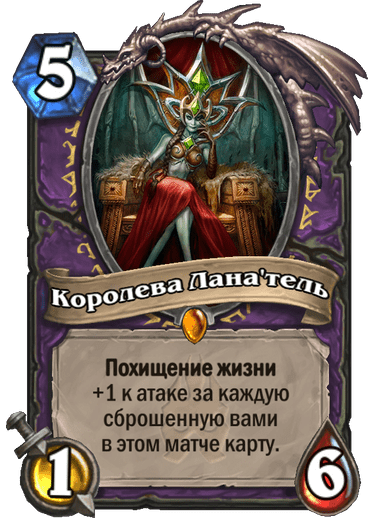 5
Королева Лана'тель
Похищение жизни
+1 к атаке за каждую
сброшенную вами
в этом матче карту.
1
6